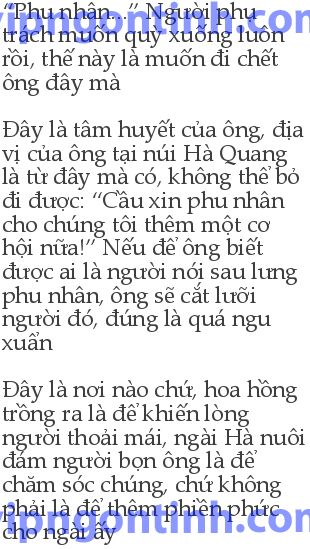 “Phu nhân...” Người phụ
trách muốn quỳ xuống luôn
rồi, thế này là muốn đi chết
ông đây mà
Đây là tâm huyết của ông, địa
vị của ông tại núi Hà Quang
là từ đây mà có, không thể bỏ
đi được: “Cầu xin phu nhân
cho chúng tôi thêm một cơ
hội nữa!” Nếu để ông biết
được ai là người nói sau lưng
phu nhân, ông sẽ cắt lưỡi
người đó, đúng là quá ngu
xuẩn
Đây là nơi nào chứ, hoa hồng
trồng ra là để khiến lòng
người thoải mái, ngài Hà nuôi
đám người bọn ông là để
chăm sóc chúng, chứ không
phải là để thêm phiền phức
cho ngài ấy
vipngontinh.com
vipngontinh.com